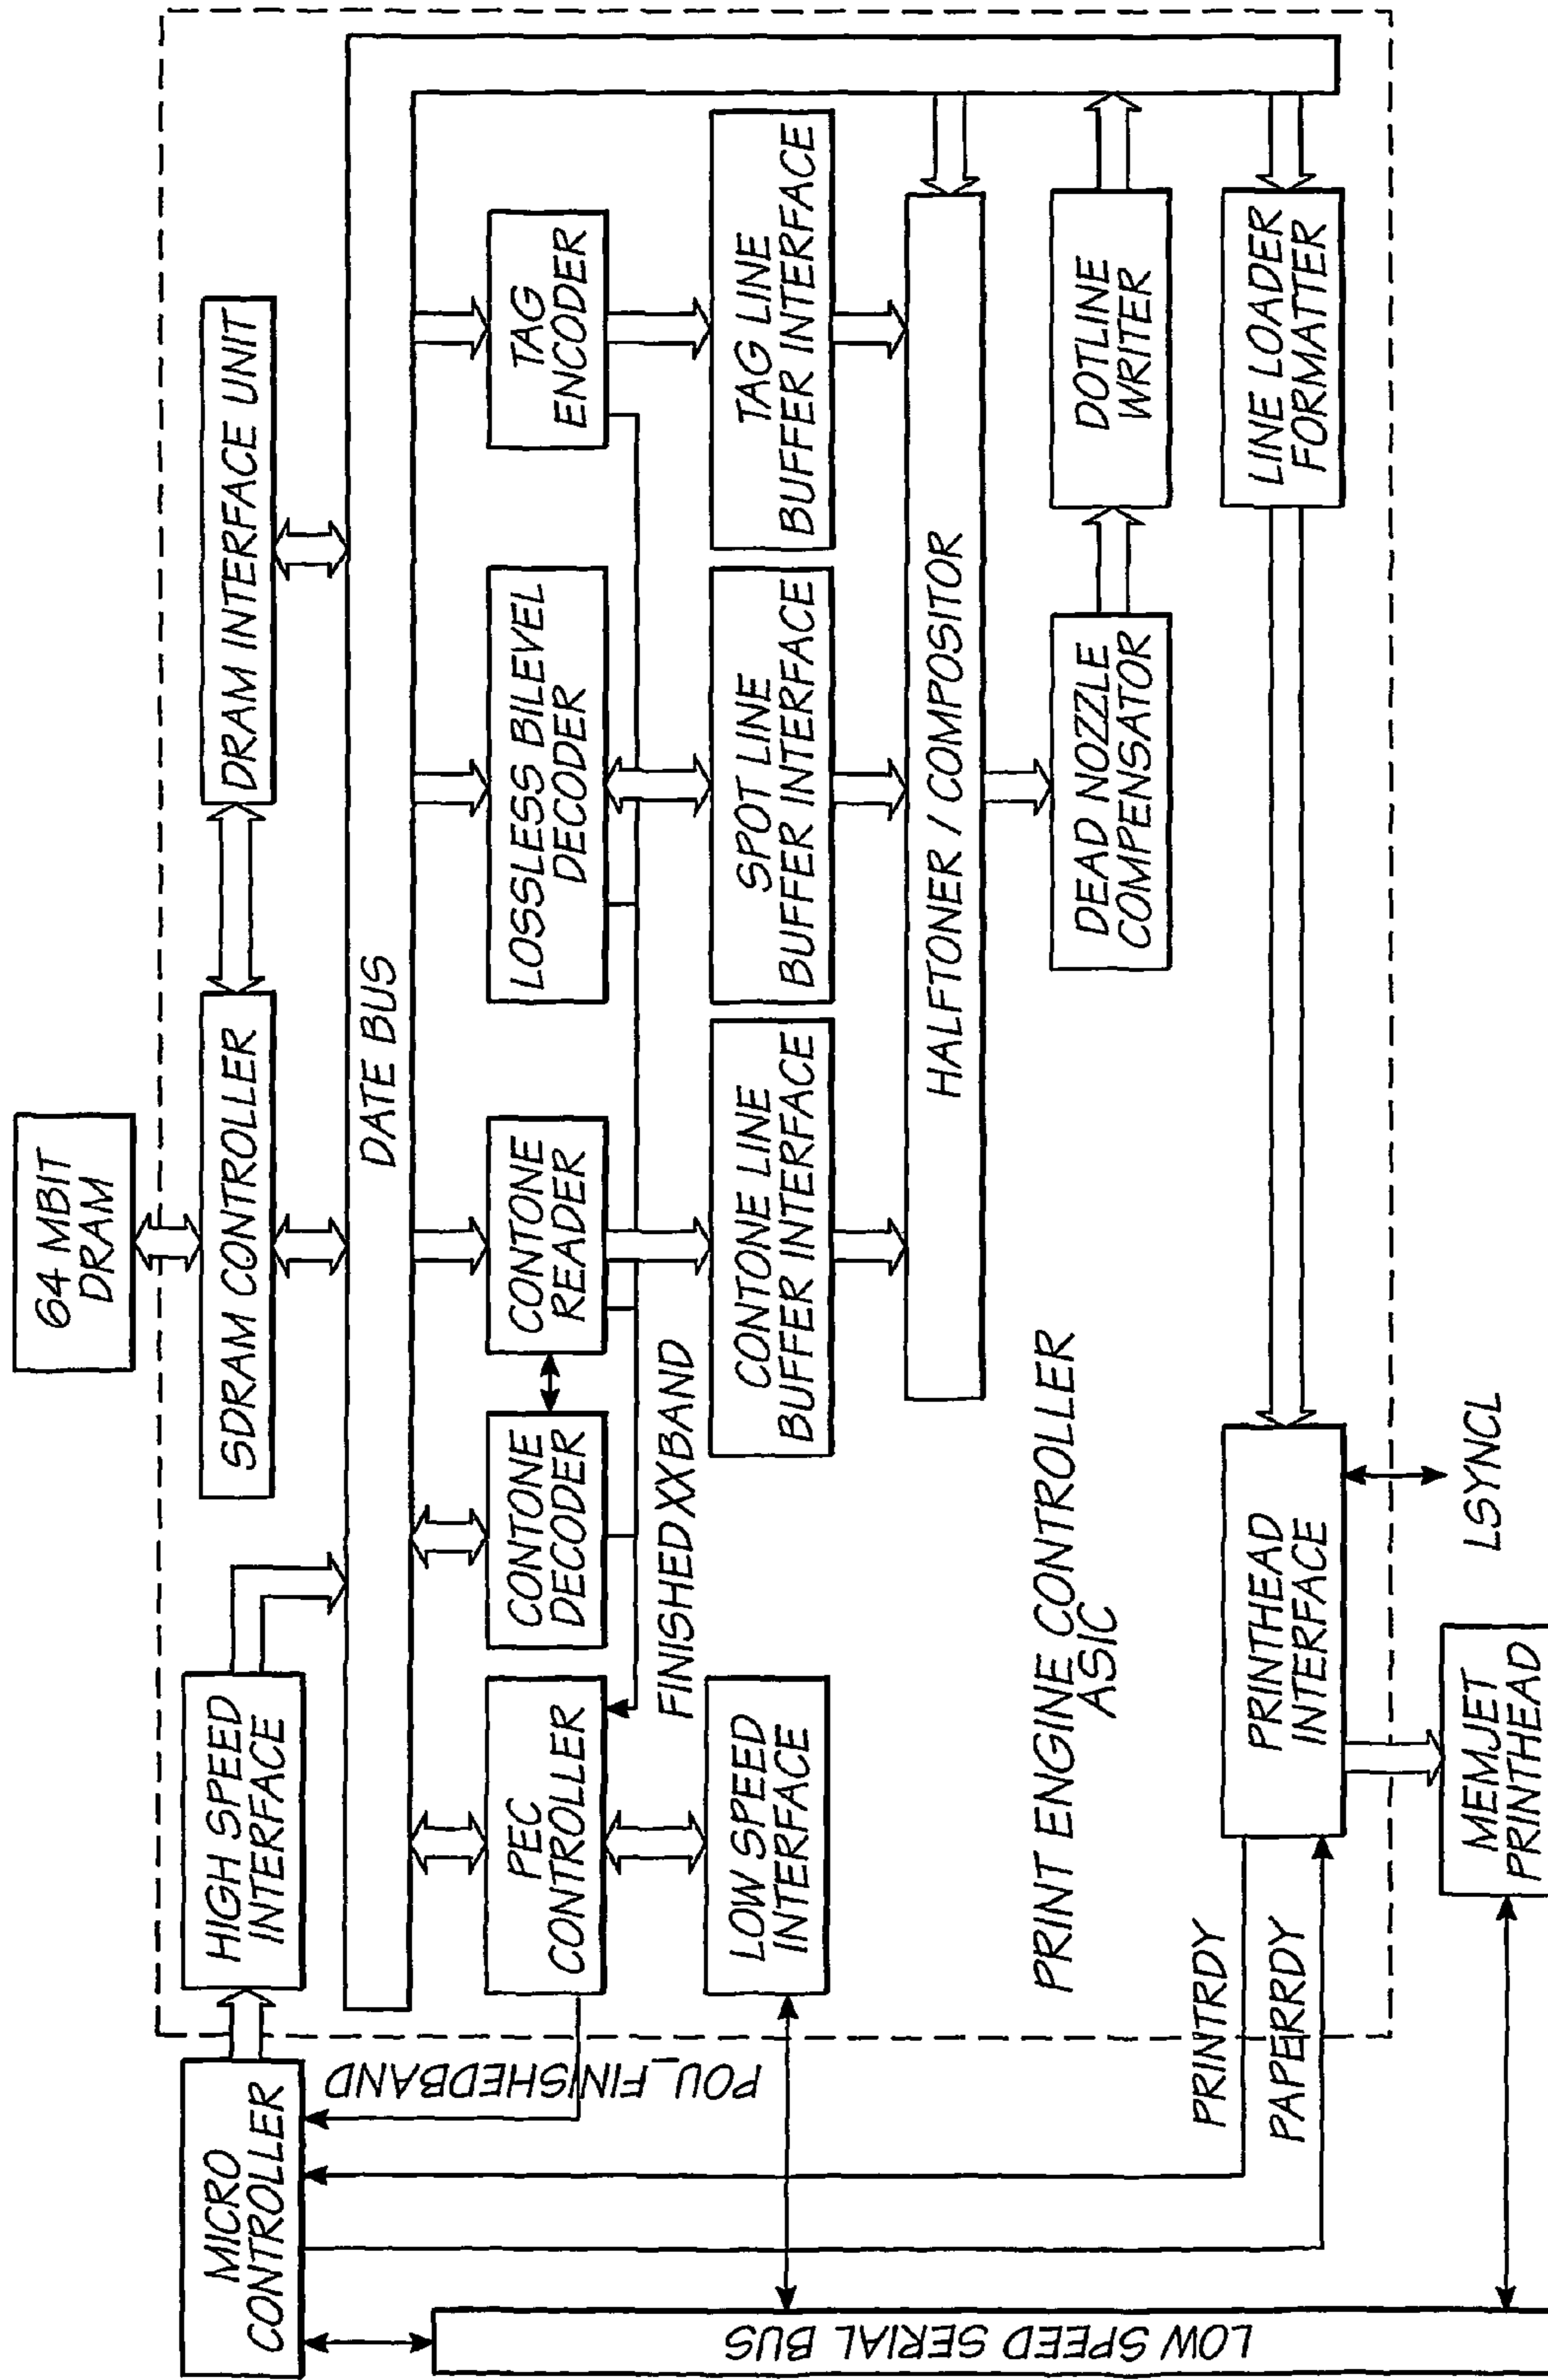 64 MBIT
DRAM
MICRO
CONTROLLER
HIGH SPEED
INTERFACE
SDRAM CONTROLLER
DRAM INTERFACE UNIT
DATE BUS
POU_FINISHEDBAND
PEC
CONTROLLER
CONTONE
DECODER
CONTONE
READER
LOSSLESS BILEVEL
DECODER
TAG
ENCODER
FINISHEDXXBAND
LOW SPEED
INTERFACE
CONTONE LINE
BUFFER INTERFACE
SPOT LINE
BUFFER INTERFACE
TAG LINE
BUFFER INTERFACE
HALFTONER / COMPOSITOR
PRINT ENGINE CONTROLLER
ASIC
DEAD NOZZLE
COMPENSATOR
DOTLINE
WRITER
PRINTRDY
PAPERRDY
PRINTHEAD
INTERFACE
LINE LOADER
FORMATTER
LSYNCL
MEMJET
PRINTHEAD
LOW SPEED SERIAL BUS